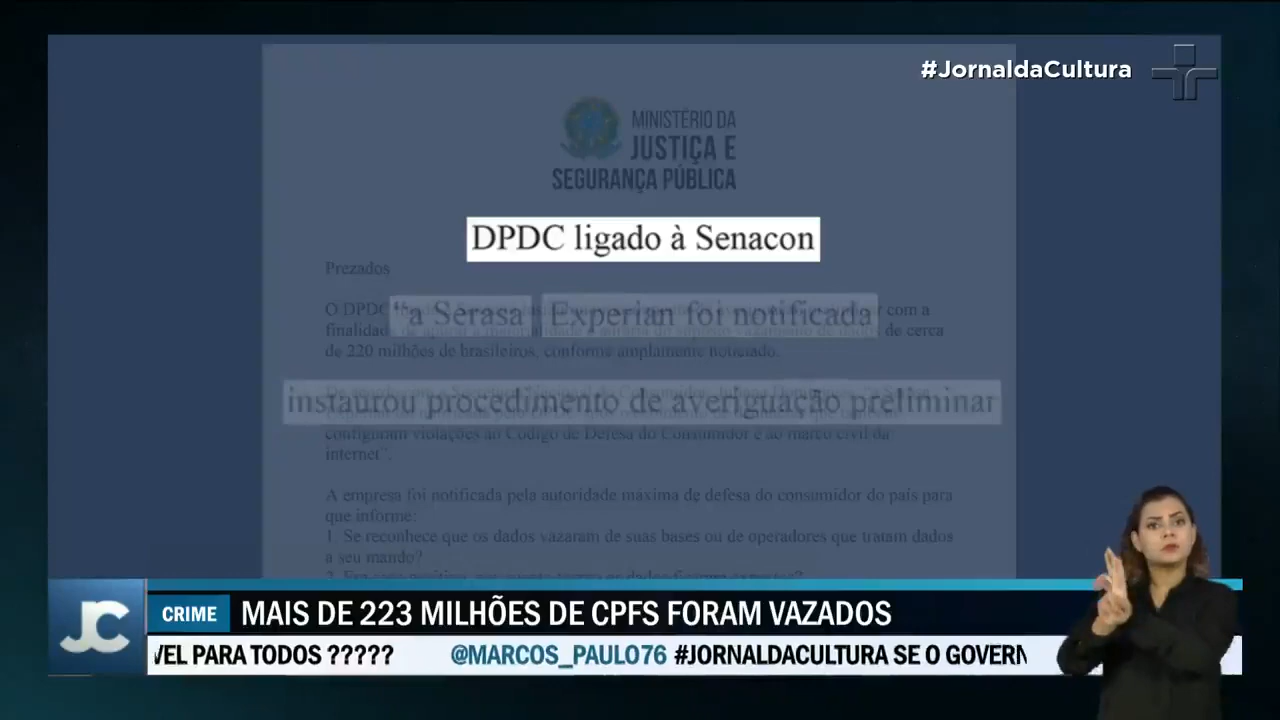 #JornaldaCultura
MINISTÉRIO DA
JUSTIÇA E
SEGURANÇA PÚBLICA
DPDC ligado à Senacon
Prezados
"a Serasa Experian foi notificada
O DPDC com a
finalidade de cerca
de 220 milhões de brasileiros, conforme amplamente noticiado.
instaurou procedimento de averiguação preliminar
configuram violações ao Código de Defesa do Consumidor e ao marco civil da
internet".
A empresa foi notificada pela autoridade máxima de defesa do consumidor do país para
que informe:
1. Se reconhece que os dados vazaram de suas bases ou de operadores que tratam dados
a seu mando?
JC
CRIME
MAIS DE 223 MILHÕES DE CPFS FORAM VAZADOS
VEL PARA TODOS ????? @MARCOS_PAULO76 #JORNALDACULTURA SE O GOVERN